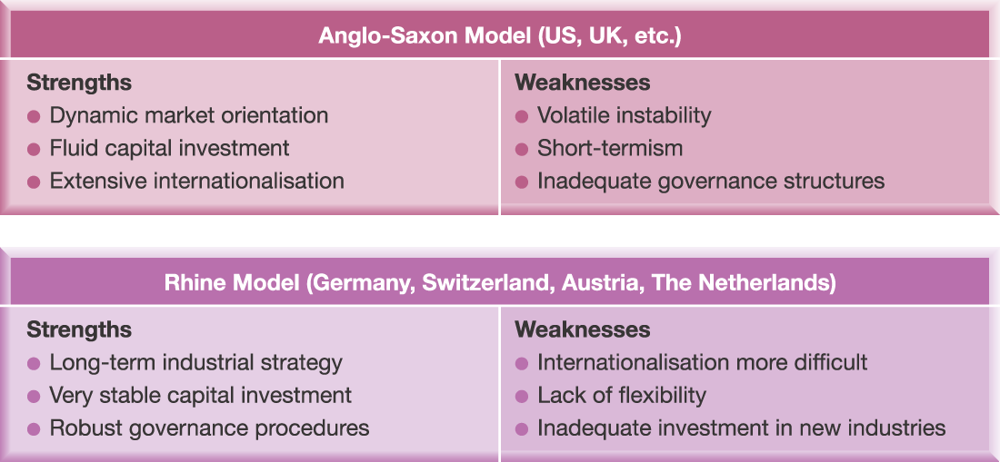 Anglo-Saxon Model (US, UK, etc.)
Strengths
● Dynamic market orientation
● Fluid capital investment
● Extensive internationalisation
Weaknesses
● Volatile instability
● Short-termism
● Inadequate governance structures
Rhine Model (Germany, Switzerland, Austria, The Netherlands)
Strengths
● Long-term industrial strategy
● Very stable capital investment
● Robust governance procedures
Weaknesses
● Internationalisation more difficult
● Lack of flexibility
● Inadequate investment in new industries